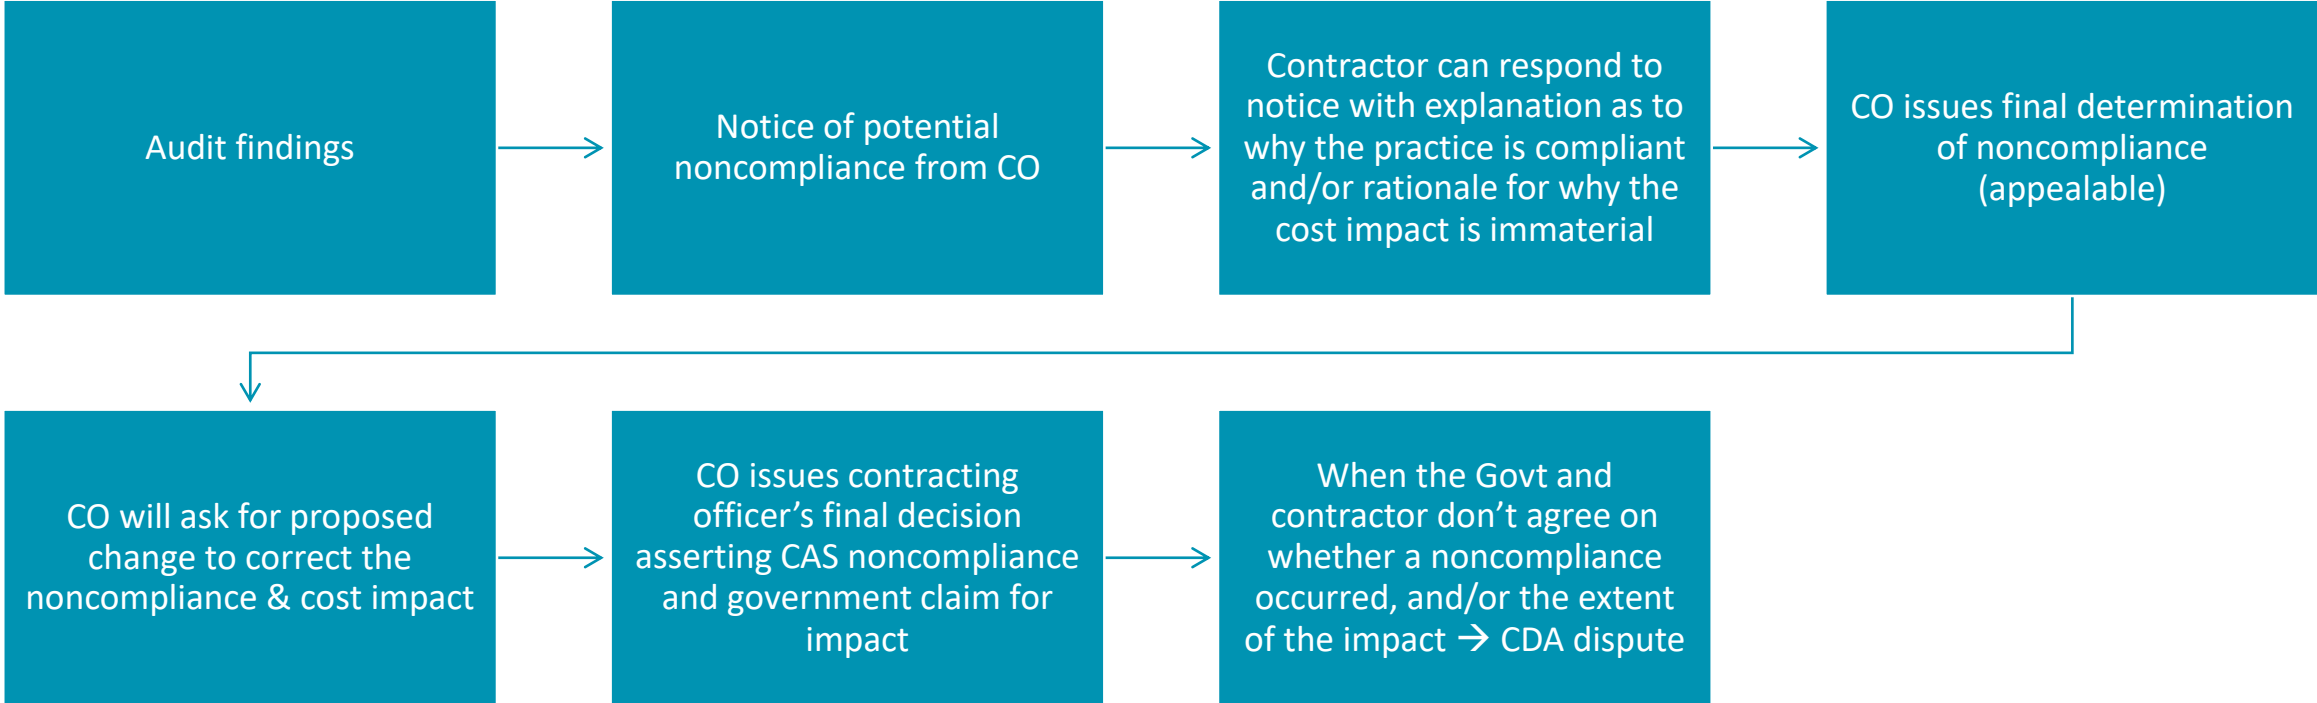 Audit findings
Notice of potential
noncompliance from CO
Contractor can respond to
notice with explanation as to
why the practice is compliant
and/or rationale for why the
cost impact is immaterial
CO issues final determination
of noncompliance
(appealable)
CO will ask for proposed
change to correct the
noncompliance & cost impact
CO issues contracting
officer’s final decision
asserting CAS noncompliance
and government claim for
impact
When the Govt and
contractor don’t agree on
whether a noncompliance
occurred, and/or the extent
of the impact → CDA dispute